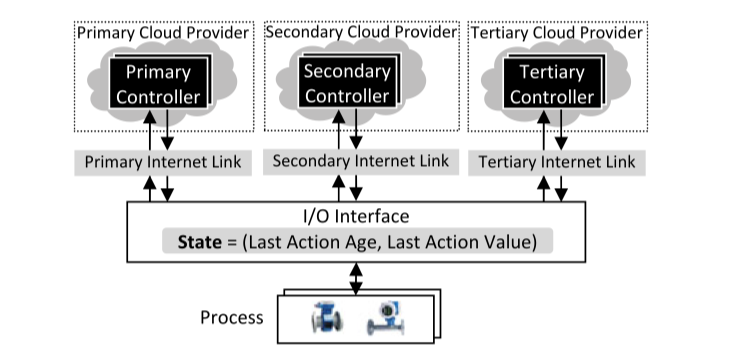 Primary Cloud Provider
Secondary Cloud Provider
Tertiary Cloud Provider
Primary
Controller
Secondary
Controller
Tertiary
Controller
Primary Internet Link
Secondary Internet Link
Tertiary Internet Link
I/O Interface
State = (Last Action Age, Last Action Value)
Process